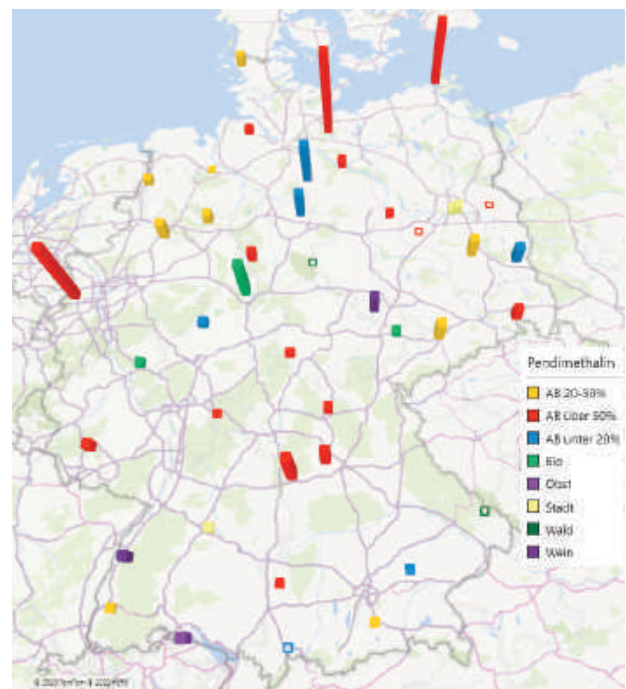 Pendimethalin
AB 20-50%
AB über 50%
AB unter 20%
Bio
Obst
Stadt
Wald
Wein